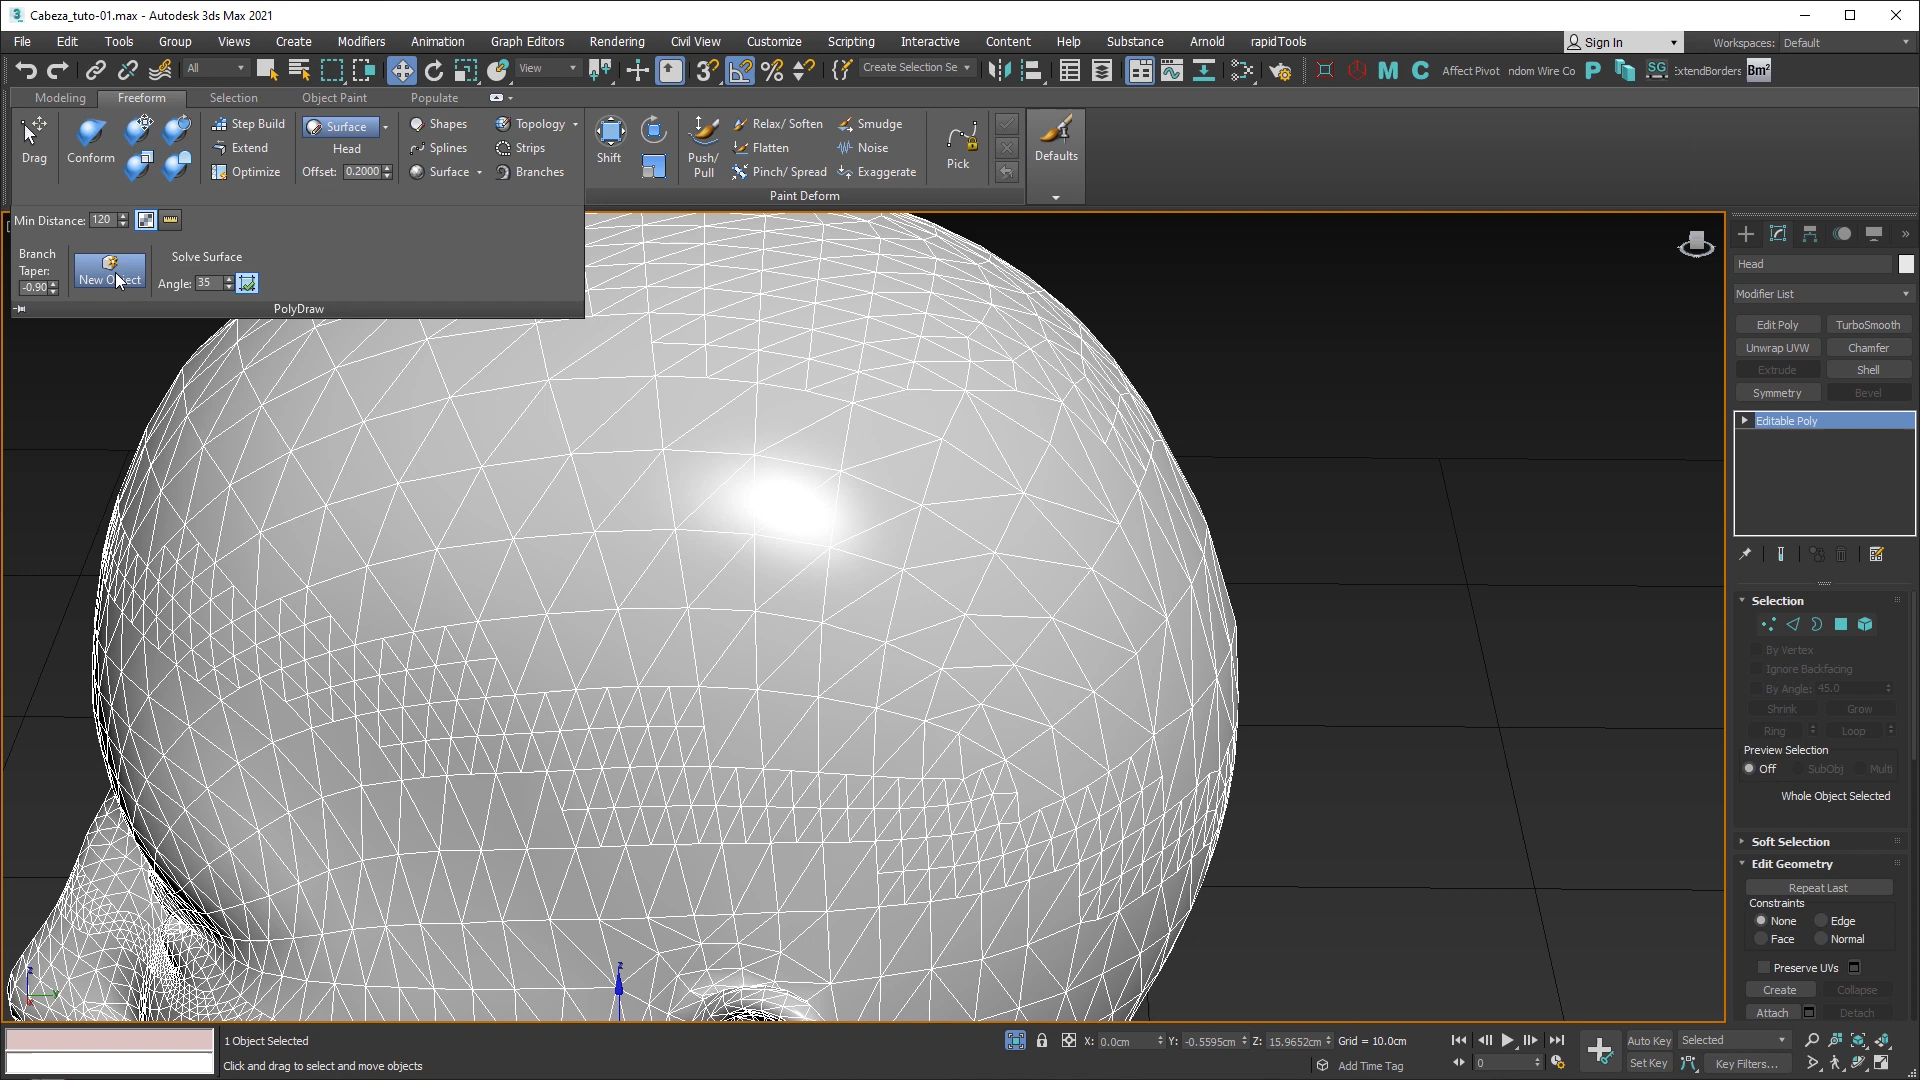 Cabeza_tuto-01.max - Autodesk 3ds Max 2021
File Edit Tools Group Views Create Modifiers Animation Graph Editors Rendering Civil View Customize Scripting Interactive Content Help Substance Arnold rapidTools
Sign In Workspaces: Default
All View Create Selection Se Affect Pivot ndom Wire Co P SG ExtendBorders Bm²
Modeling Freeform Selection Object Paint Populate
Drag Conform
Step Build
Extend
Optimize
Surface
Head
Offset: 0.2000
Shapes
Splines
Surface
Topology
Strips
Branches
Shift Push/ Pull
Relax/ Soften Smudge
Flatten Noise
Pinch/ Spread Exaggerate
Pick
Defaults
Paint Deform
Min Distance: 120
Branch
Taper:
-0.90
New Object
Solve Surface
Angle: 35
PolyDraw
Head
Modifier List
Edit Poly TurboSmooth
Unwrap UVW Chamfer
Extrude Shell
Symmetry Bevel
Editable Poly
Selection
By Vertex
Ignore Backfacing
By Angle: 45.0
Shrink Grow
Ring Loop
Preview Selection
Off SubObj Multi
Whole Object Selected
Soft Selection
Edit Geometry
Repeat Last
Constraints
None Edge
Face Normal
Preserve UVs
Create Collapse
Attach Detach
z
z
1 Object Selected
Click and drag to select and move objects
X: 0.0cm Y: -0.5595cm Z: 15.9652cm Grid = 10.0cm
Add Time Tag
0
Auto Key Selected
Set Key Key Filters...